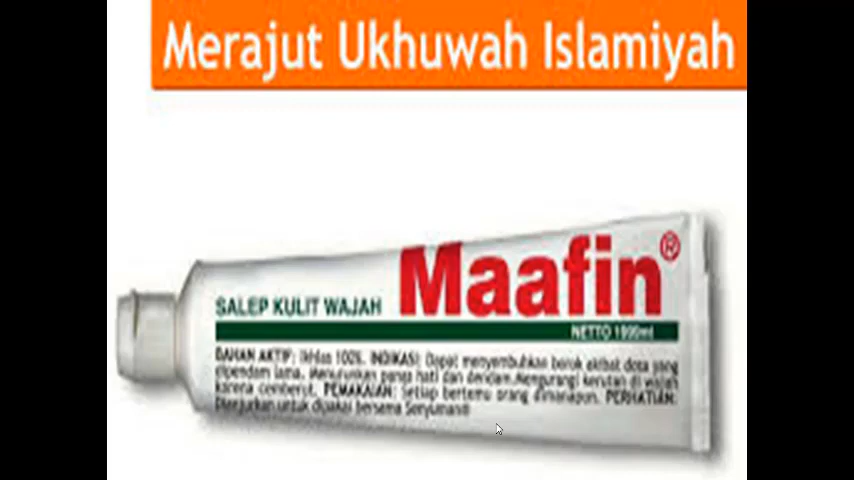 Merajut Ukhuwah Islamiyah
Maafin®
SALEP KULIT WAJAH
NETTO 1000ml
BAHAN AKTIF: Ikhlas 100%. INDIKASI: Dapat menyembuhkan borok akibat dosa yang
dipendam lama. Menurunkan panas hati dan dendam.Mengurangi kerutan di wajah
karena cemberut. PEMAKAIAN: Setiap bertemu orang dimanapun. PERHATIAN:
Dianjurkan untuk dipakai bersama Senyuman®